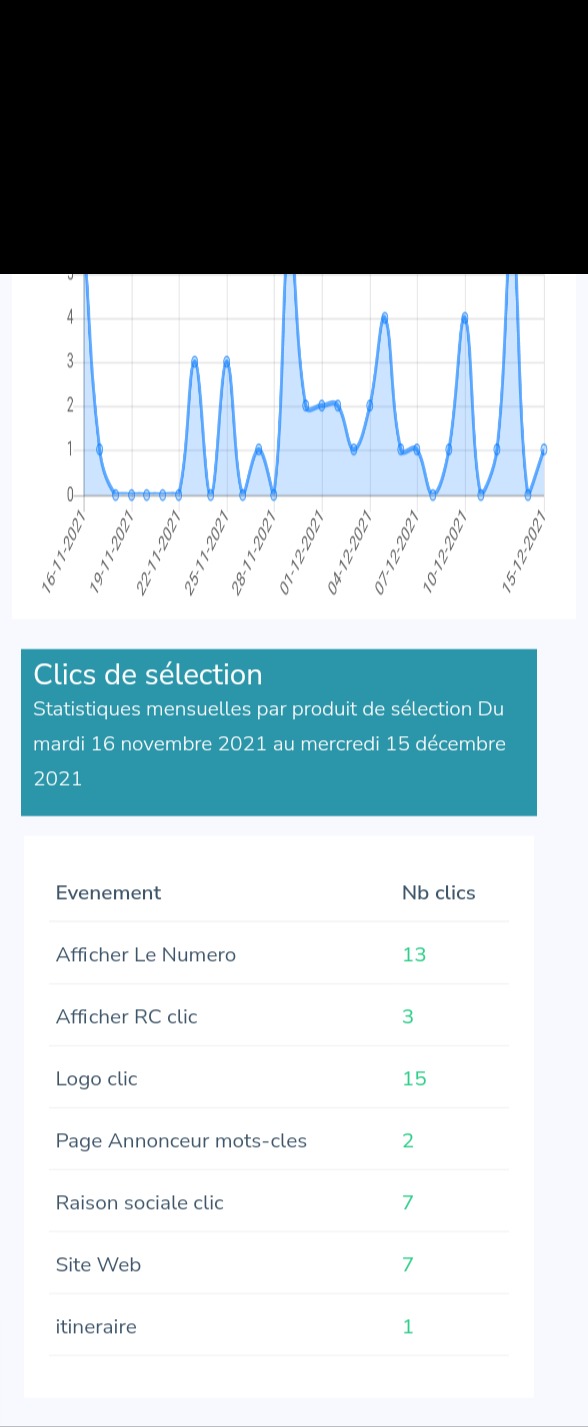 4
3
2
1
0
16-11-2021
19-11-2021
22-11-2021
25-11-2021
28-11-2021
01-12-2021
04-12-2021
07-12-2021
10-12-2021
15-12-2021
Clics de sélection
Statistiques mensuelles par produit de sélection Du
mardi 16 novembre 2021 au mercredi 15 décembre
2021
Evenement Nb clics
Afficher Le Numero 13
Afficher RC clic 3
Logo clic 15
Page Annonceur mots-cles 2
Raison sociale clic 7
Site Web 7
itineraire 1